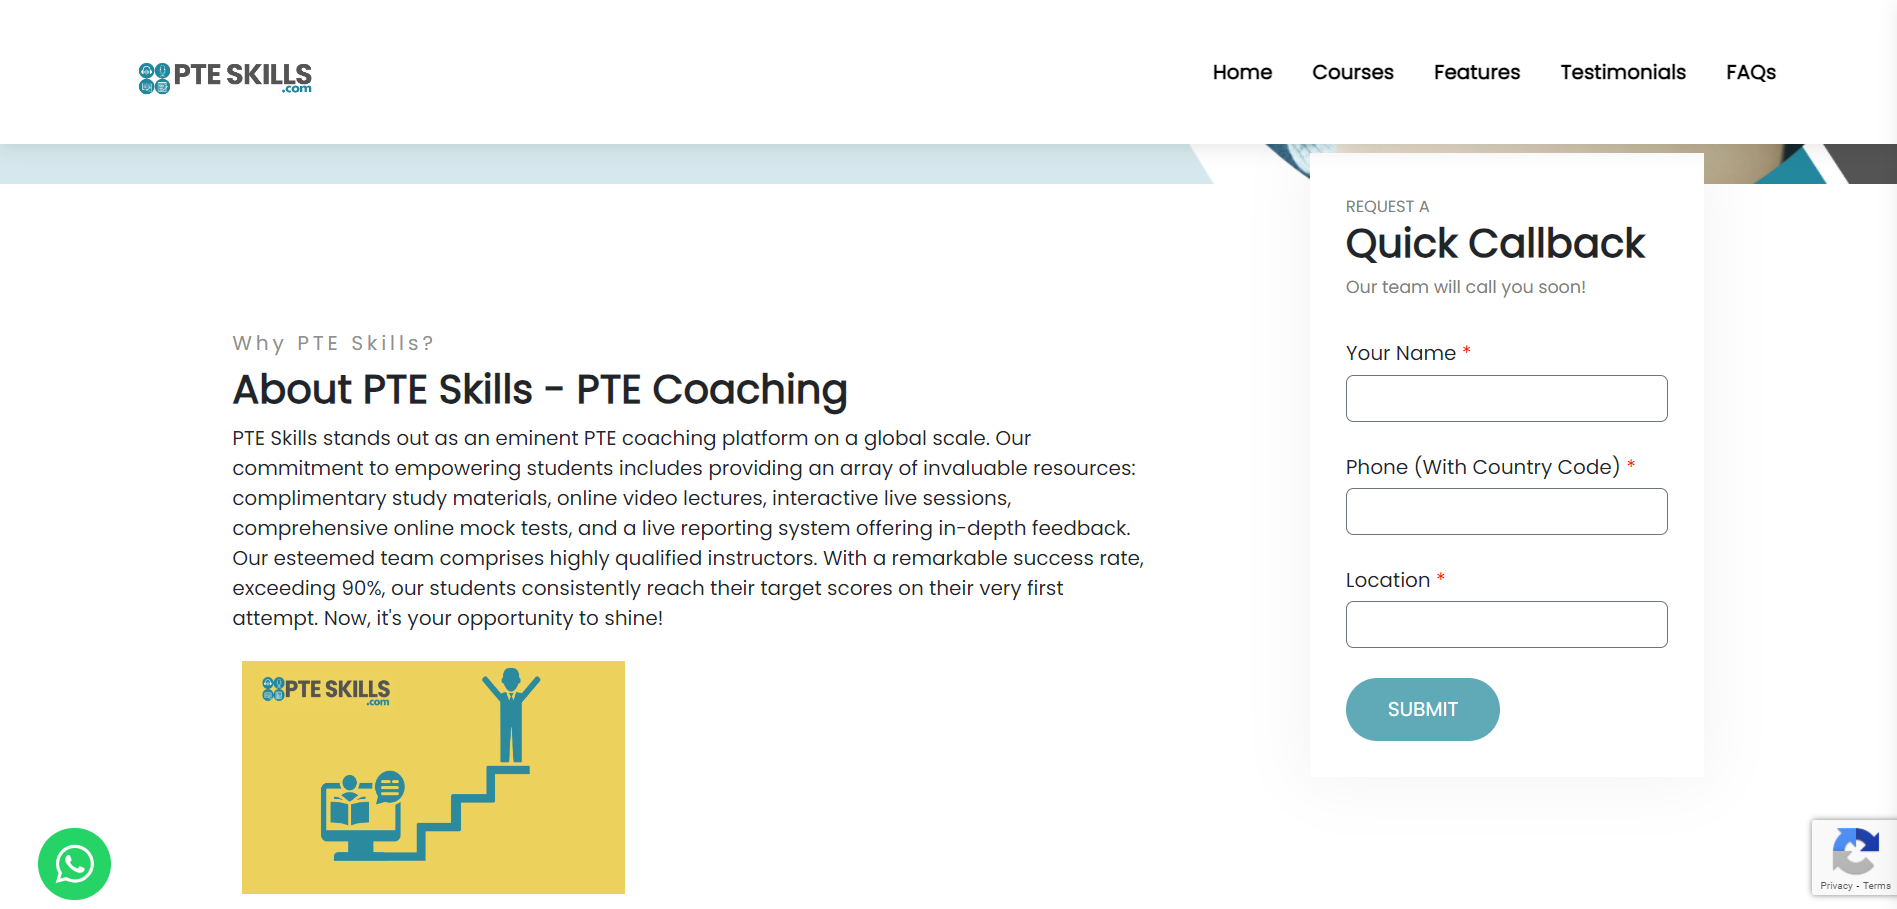 PTE SKILLS
.com
Home Courses Features Testimonials FAQs
REQUEST A
Quick Callback
Our team will call you soon!
Your Name *
Phone (With Country Code) *
Location *
SUBMIT
Why PTE Skills?
About PTE Skills - PTE Coaching
PTE Skills stands out as an eminent PTE coaching platform on a global scale. Our
commitment to empowering students includes providing an array of invaluable resources:
complimentary study materials, online video lectures, interactive live sessions,
comprehensive online mock tests, and a live reporting system offering in-depth feedback.
Our esteemed team comprises highly qualified instructors. With a remarkable success rate,
exceeding 90%, our students consistently reach their target scores on their very first
attempt. Now, it's your opportunity to shine!
PTE SKILLS
.com
Privacy - Terms